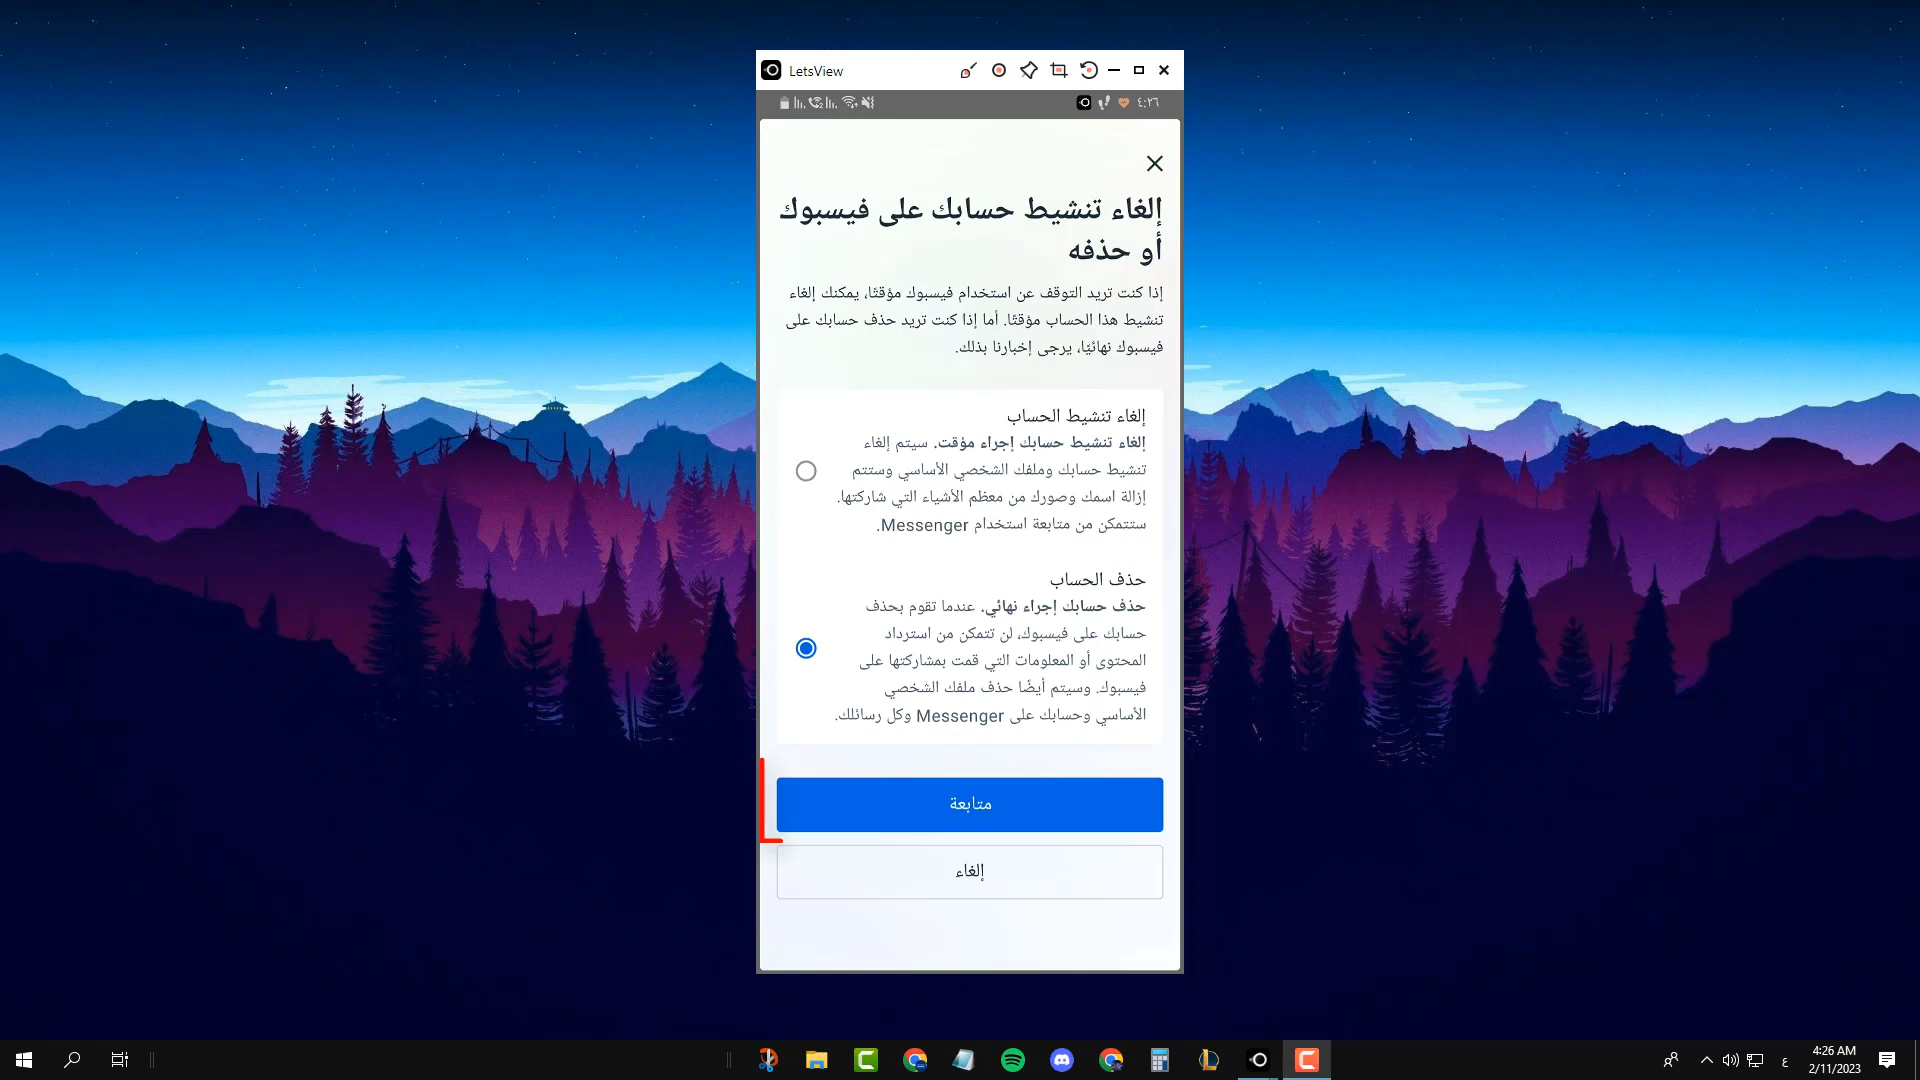 LetsView
٤:٢٦
إلغاء تنشيط حسابك على فيسبوك
أو حذفه
إذا كنت تريد التوقف عن استخدام فيسبوك مؤقتًا، يمكنك إلغاء
تنشيط هذا الحساب مؤقتًا. أما إذا كنت تريد حذف حسابك على
فيسبوك نهائيًا، يرجى إخبارنا بذلك.
إلغاء تنشيط الحساب
إلغاء تنشيط حسابك إجراء مؤقت. سيتم إلغاء
تنشيط حسابك وملفك الشخصي الأساسي وستتم
إزالة اسمك وصورك من معظم الأشياء التي شاركتها.
ستتمكن من متابعة استخدام Messenger.
حذف الحساب
حذف حسابك إجراء نهائي. عندما تقوم بحذف
حسابك على فيسبوك، لن تتمكن من استرداد
المحتوى أو المعلومات التي قمت بمشاركتها على
فيسبوك. وسيتم أيضًا حذف ملفك الشخصي
الأساسي وحسابك على Messenger وكل رسائلك.
متابعة
إلغاء
ع
4:26 AM
2/11/2023